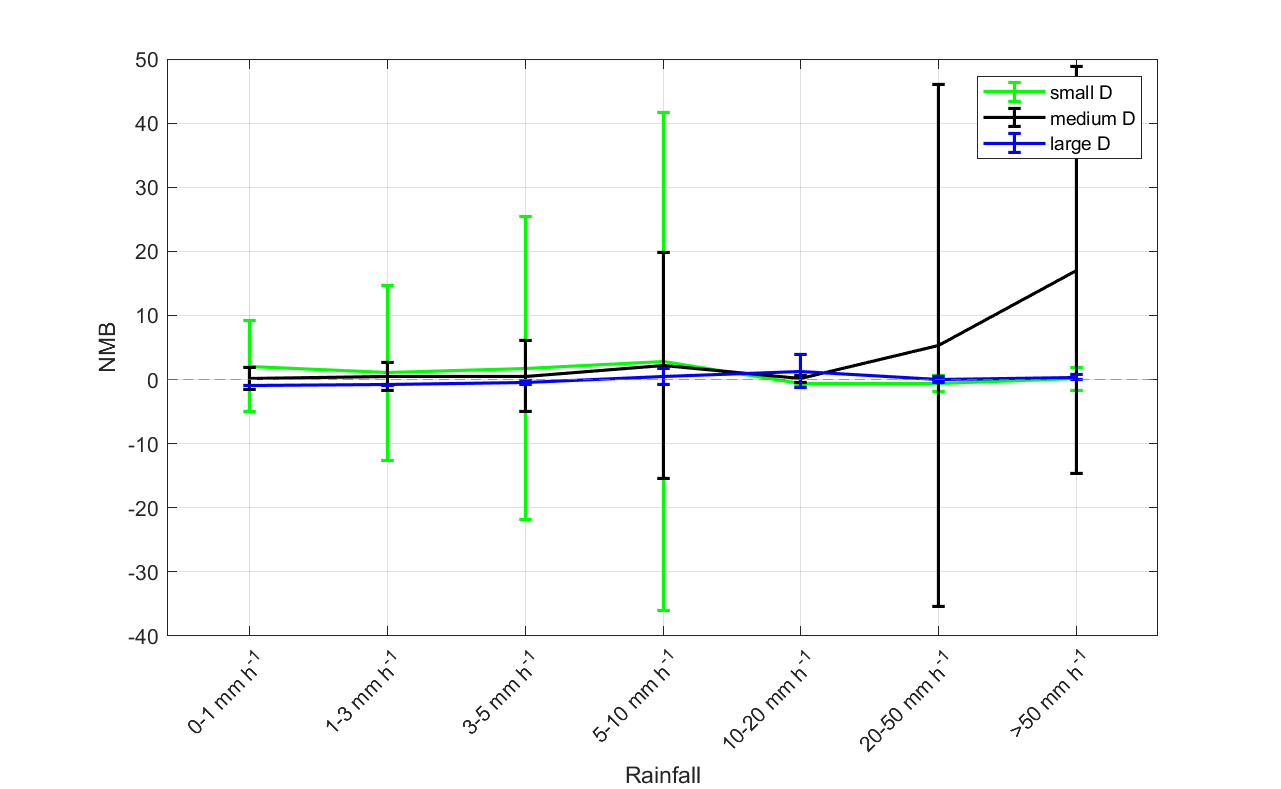 50
40
30
20
10
0
-10
-20
-30
-40
NMB
small D
medium D
large D
0-1 mm h⁻¹
1-3 mm h⁻¹
3-5 mm h⁻¹
5-10 mm h⁻¹
10-20 mm h⁻¹
20-50 mm h⁻¹
>50 mm h⁻¹
Rainfall